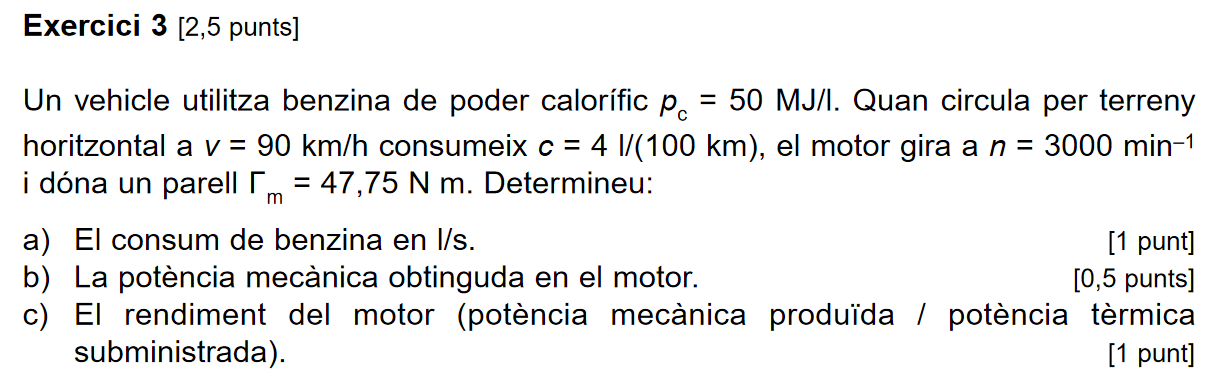 Exercici 3 [2,5 punts]
Un vehicle utilitza benzina de poder calorífic p_c = 50 MJ/l. Quan circula per terreny
horitzontal a v = 90 km/h consumeix c = 4 l/(100 km), el motor gira a n = 3000 min⁻¹
i dóna un parell Γ_m = 47,75 N m. Determineu:
a) El consum de benzina en l/s. [1 punt]
b) La potència mecànica obtinguda en el motor. [0,5 punts]
c) El rendiment del motor (potència mecànica produïda / potència tèrmica
subministrada). [1 punt]